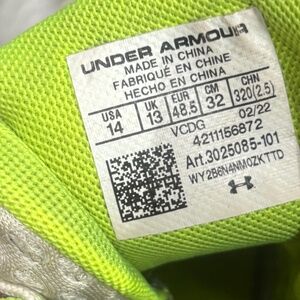 UNDER ARMOUR
MADE IN CHINA
FABRIQUÉ EN CHINE
HECHO EN CHINA
USA UK EUR CM CHN
14 13 48.5 32 320(2.5)
VCDG 02/22
4211156872
Art.3025085-101
WY2B6N4NM0ZKTTD